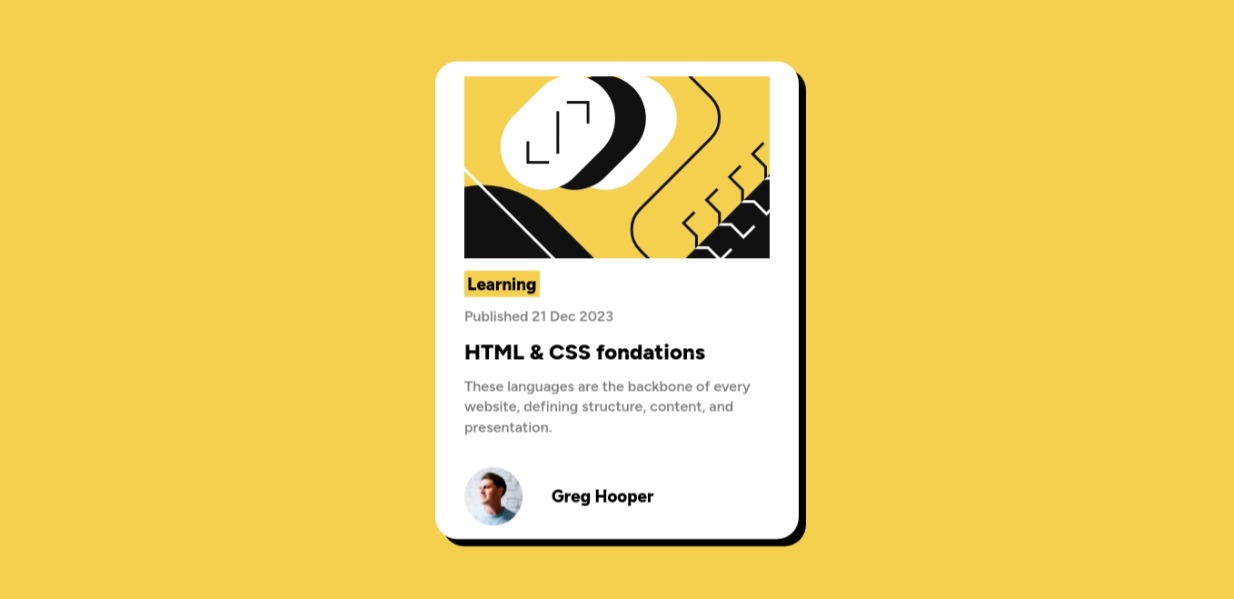 Learning
Published 21 Dec 2023
HTML & CSS fondations
These languages are the backbone of every
website, defining structure, content, and
presentation.
Greg Hooper